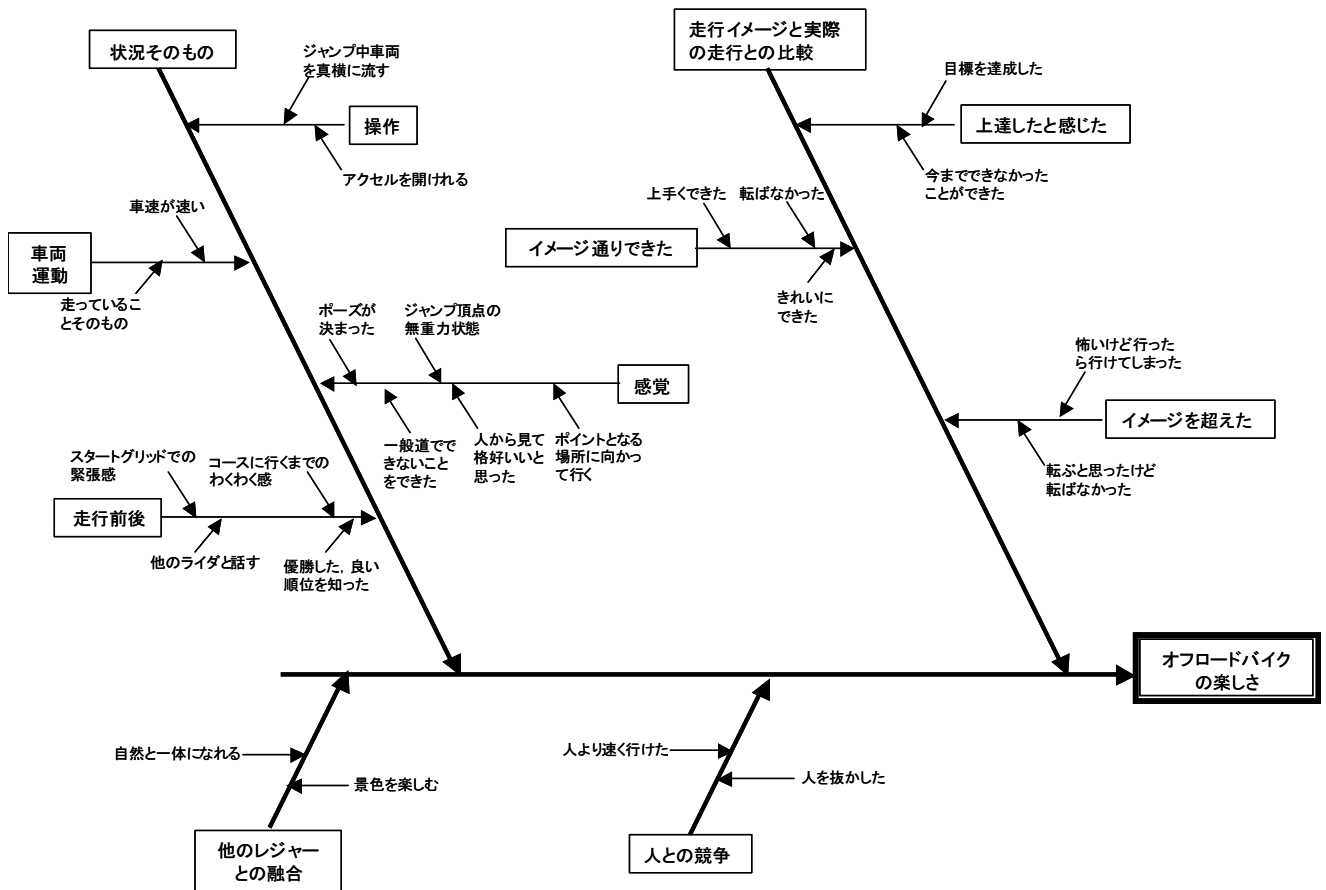 状況そのもの
ジャンプ中車両
を真横に流す
操作
アクセルを開けれる
車速が速い
車両
運動
走っているこ
とそのもの
ポーズが
決まった
ジャンプ頂点の
無重力状態
感覚
一般道でで
きないこと
をできた
人から見て
格好いいと
思った
ポイントとなる
場所に向かっ
て行く
スタートグリッドでの
緊張感
コースに行くまでの
わくわく感
走行前後
他のライダと話す
優勝した, 良い
順位を知った
走行イメージと実際
の走行との比較
目標を達成した
上達したと感じた
今までできなかった
ことができた
上手くできた
転ばなかった
イメージ通りできた
きれいに
できた
怖いけど行った
ら行けてしまった
イメージを超えた
転ぶと思ったけど
転ばなかった
オフロードバイク
の楽しさ
自然と一体になれる
景色を楽しむ
他のレジャー
との融合
人より速く行けた
人を抜かした
人との競争